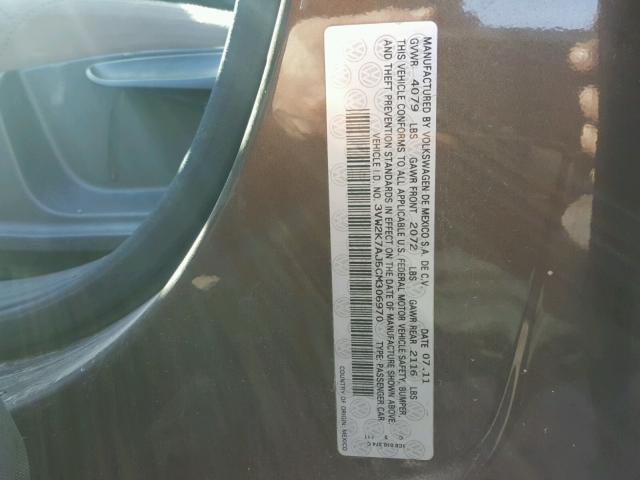 MANUFACTURED BY VOLKSWAGEN DE MEXICO S.A. DE C.V. DATE 07.11
GVWR 4079 LBS GAWR FRONT 2072 LBS GAWR REAR 2116 LBS
THIS VEHICLE CONFORMS TO ALL APPLICABLE U.S. FEDERAL MOTOR VEHICLE SAFETY, BUMPER,
AND THEFT PREVENTION STANDARDS IN EFFECT ON THE DATE OF MANUFACTURE SHOWN ABOVE.
VEHICLE I.D. NO. 3VW2K7AJ5CM306970 TYPE: PASSENGER CAR
COUNTRY OF ORIGIN: MEXICO